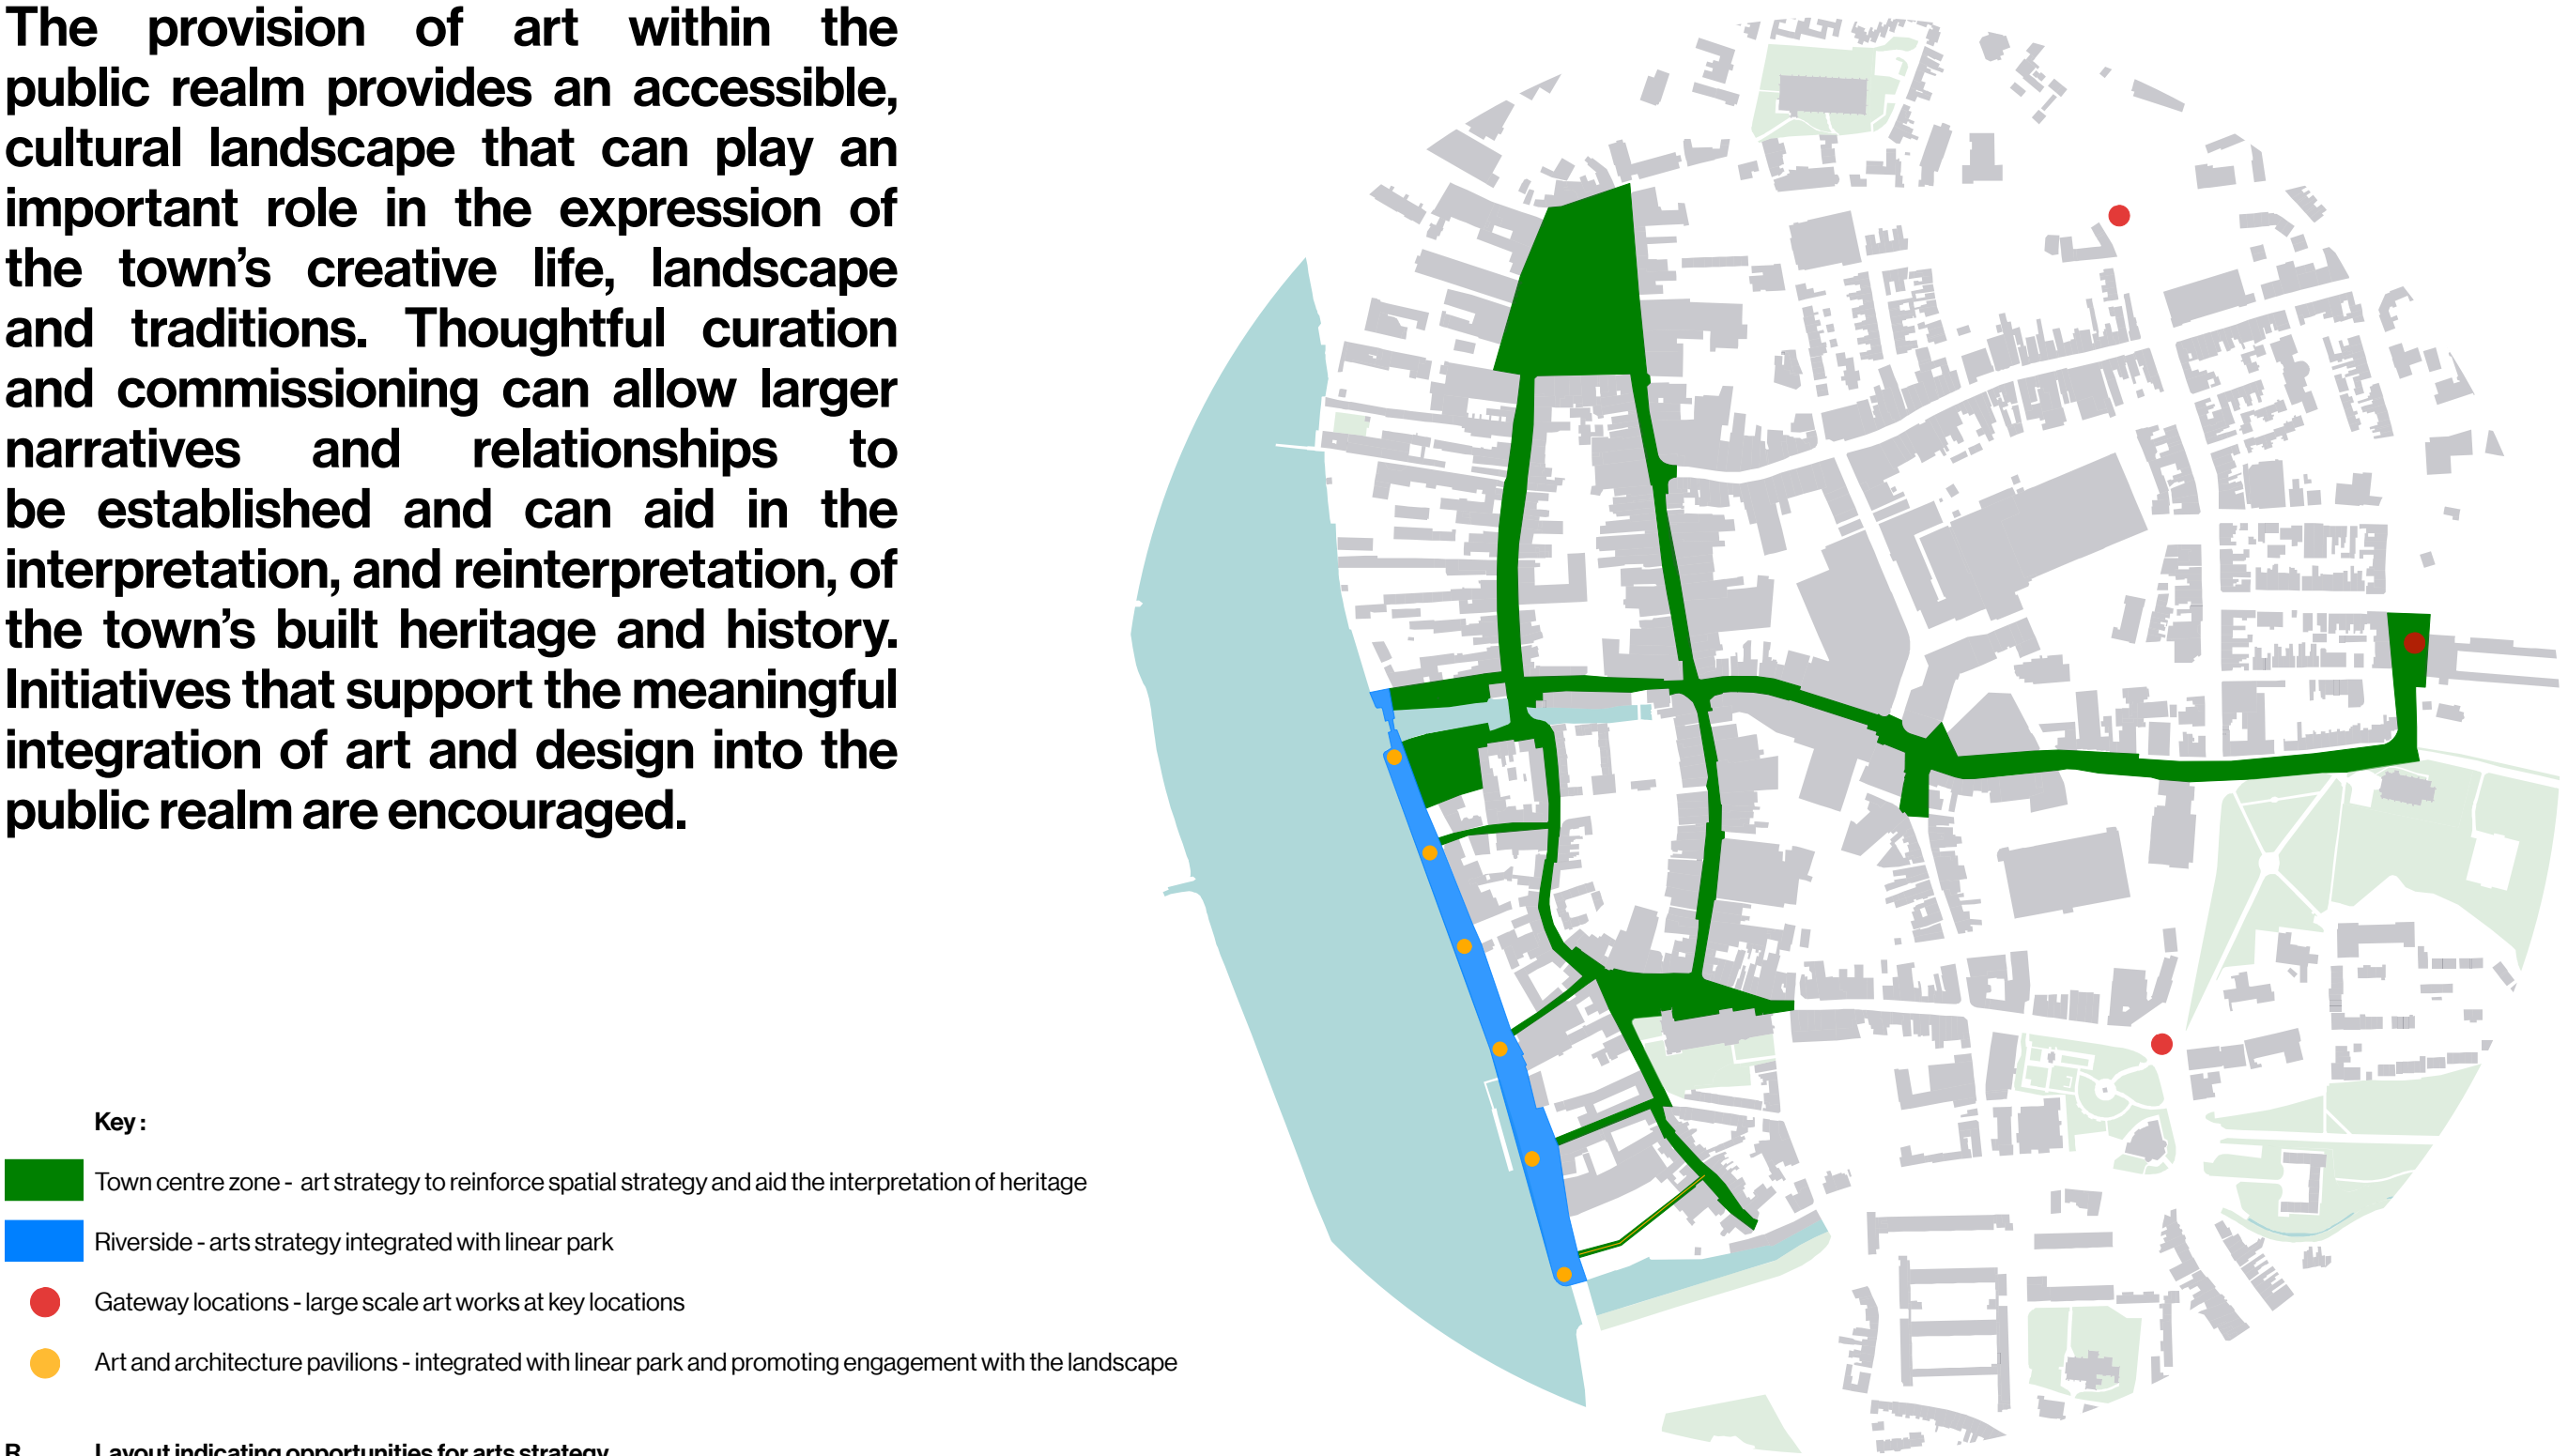 The provision of art within the
public realm provides an accessible,
cultural landscape that can play an
important role in the expression of
the town’s creative life, landscape
and traditions. Thoughtful curation
and commissioning can allow larger
narratives and relationships to
be established and can aid in the
interpretation, and reinterpretation, of
the town’s built heritage and history.
Initiatives that support the meaningful
integration of art and design into the
public realm are encouraged.
Key :
Town centre zone - art strategy to reinforce spatial strategy and aid the interpretation of heritage
Riverside - arts strategy integrated with linear park
Gateway locations - large scale art works at key locations
Art and architecture pavilions - integrated with linear park and promoting engagement with the landscape
R Layout indicating opportunities for arts strategy